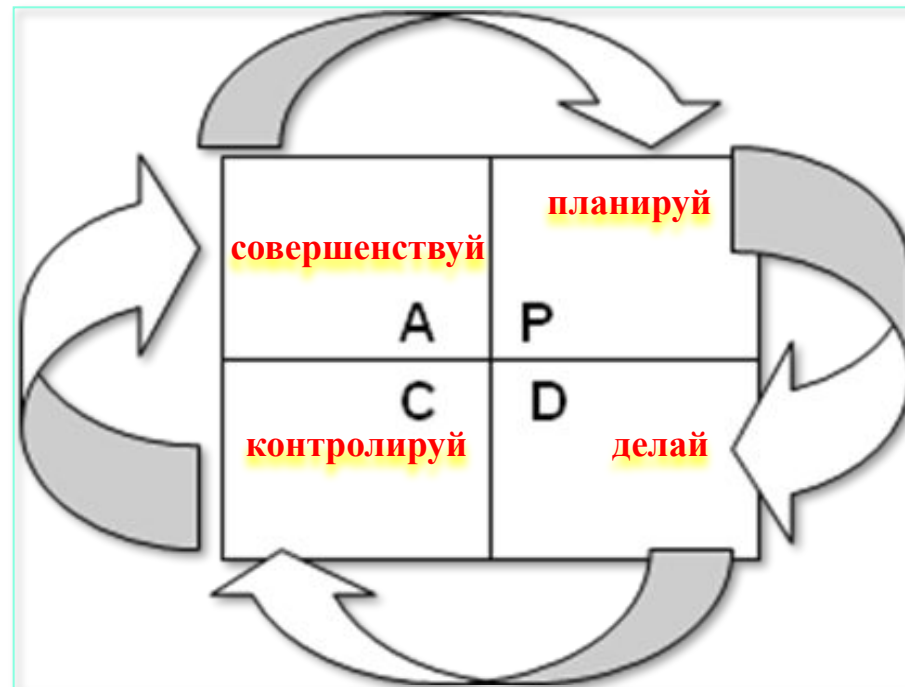 планируй
совершенствуй
A P
C D
контролируй делай